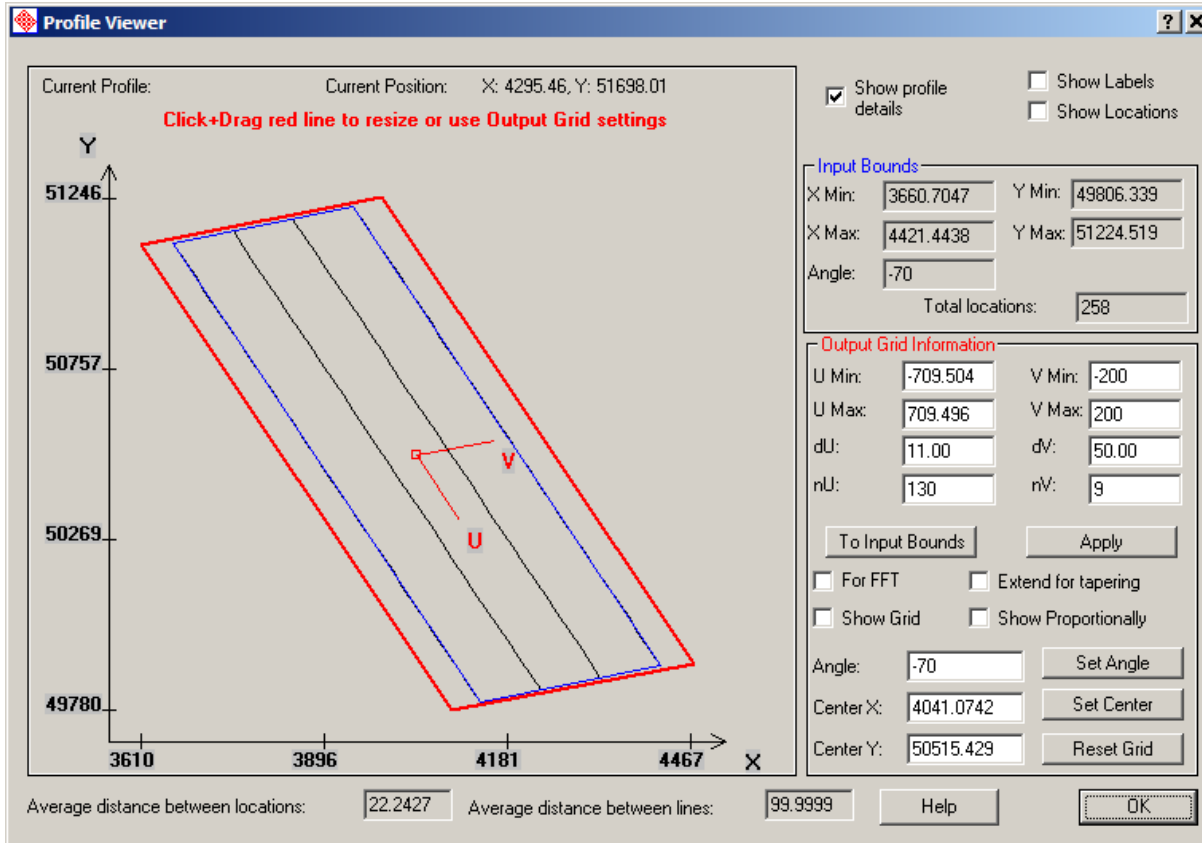 Profile Viewer
Current Profile: Current Position: X: 4295.46, Y: 51698.01
Click+Drag red line to resize or use Output Grid settings
Y
51246
50757
50269
49780
V
U
3610 3896 4181 4467 X
Show profile details
Show Labels
Show Locations
Input Bounds
X Min: 3660.7047 Y Min: 49806.339
X Max: 4421.4438 Y Max: 51224.519
Angle: -70
Total locations: 258
Output Grid Information
U Min: -709.504 V Min: -200
U Max: 709.496 V Max: 200
dU: 11.00 dV: 50.00
nU: 130 nV: 9
To Input Bounds Apply
For FFT Extend for tapering
Show Grid Show Proportionally
Angle: -70 Set Angle
Center X: 4041.0742 Set Center
Center Y: 50515.429 Reset Grid
Average distance between locations: 22.2427 Average distance between lines: 99.9999 Help OK